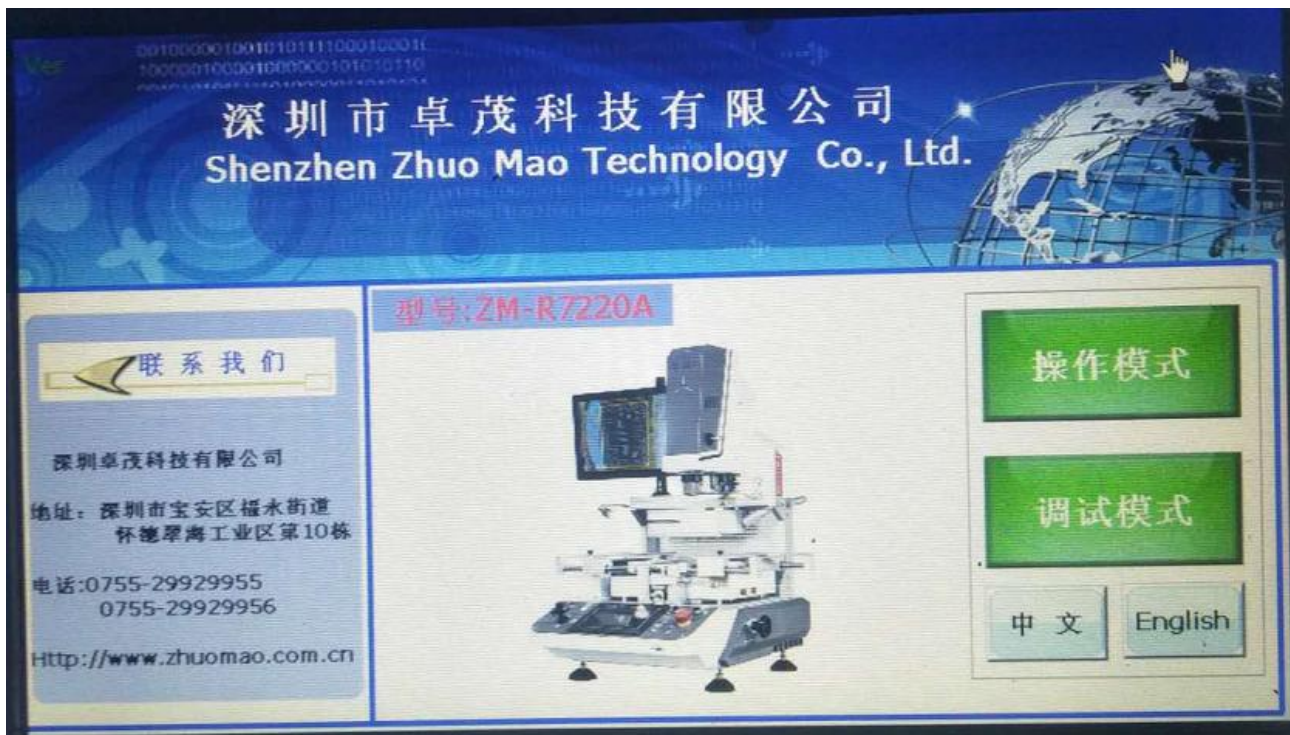 Ver
001000001001010111100010001
100000100001000000101010110
深圳市卓茂科技有限公司
Shenzhen Zhuo Mao Technology Co., Ltd.
型号:ZM-R7220A
联系我们
深圳卓茂科技有限公司
地址：深圳市宝安区福永街道
怀德翠海工业区第10栋
电话:0755-29929955
0755-29929956
Http://www.zhuomao.com.cn
操作模式
调试模式
中文
English